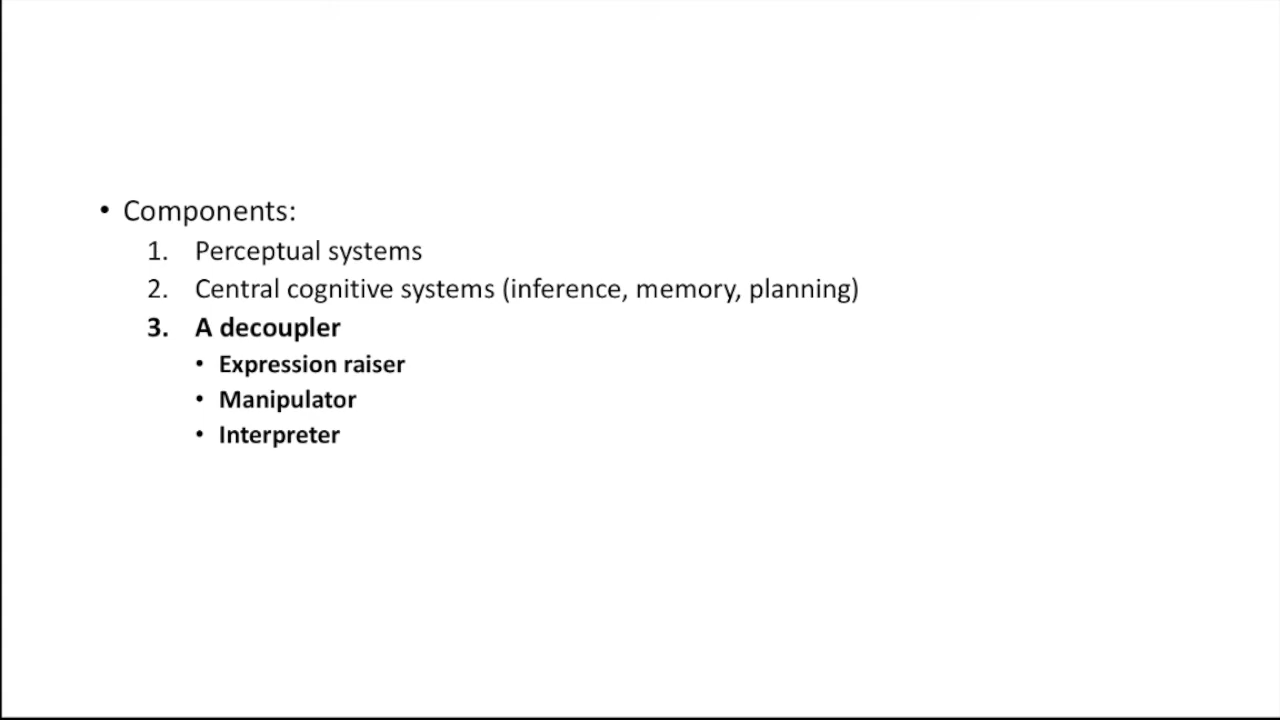 • Components:
1. Perceptual systems
2. Central cognitive systems (inference, memory, planning)
3. A decoupler
• Expression raiser
• Manipulator
• Interpreter